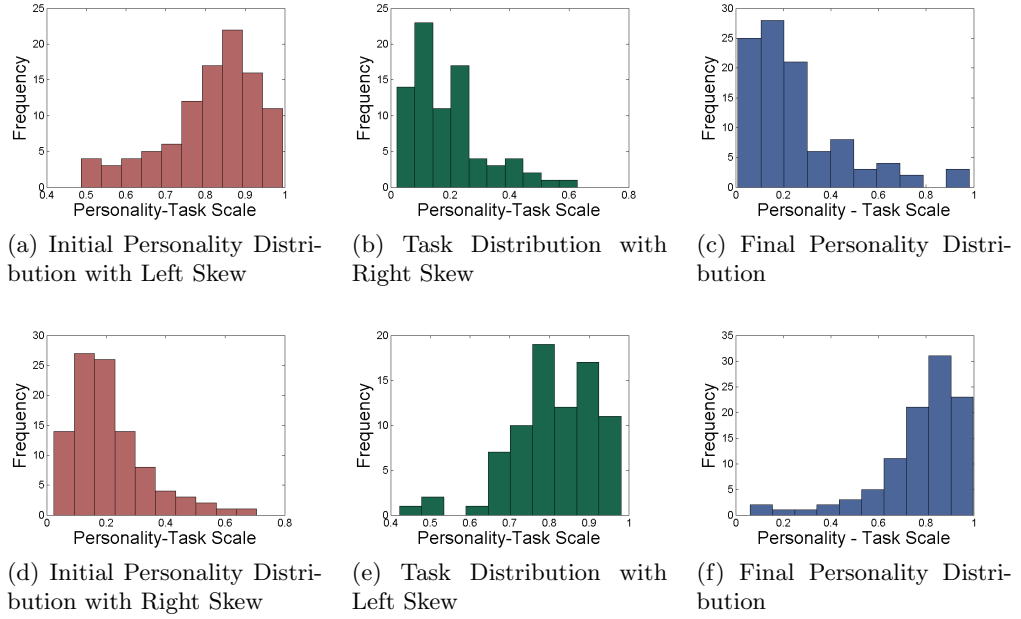 25
20
15
10
5
0
Frequency
0.4 0.5 0.6 0.7 0.8 0.9 1
Personality-Task Scale
(a) Initial Personality Distri-
bution with Left Skew
25
20
15
10
5
0
Frequency
0 0.2 0.4 0.6 0.8
Personality-Task Scale
(b) Task Distribution with
Right Skew
30
25
20
15
10
5
0
Frequency
0 0.2 0.4 0.6 0.8 1
Personality - Task Scale
(c) Final Personality Distri-
bution
30
25
20
15
10
5
0
Frequency
0 0.2 0.4 0.6 0.8
Personality-Task Scale
(d) Initial Personality Distri-
bution with Right Skew
20
15
10
5
0
Frequency
0.4 0.5 0.6 0.7 0.8 0.9 1
Personality-Task Scale
(e) Task Distribution with
Left Skew
35
30
25
20
15
10
5
0
Frequency
0 0.2 0.4 0.6 0.8 1
Personality - Task Scale
(f) Final Personality Distri-
bution